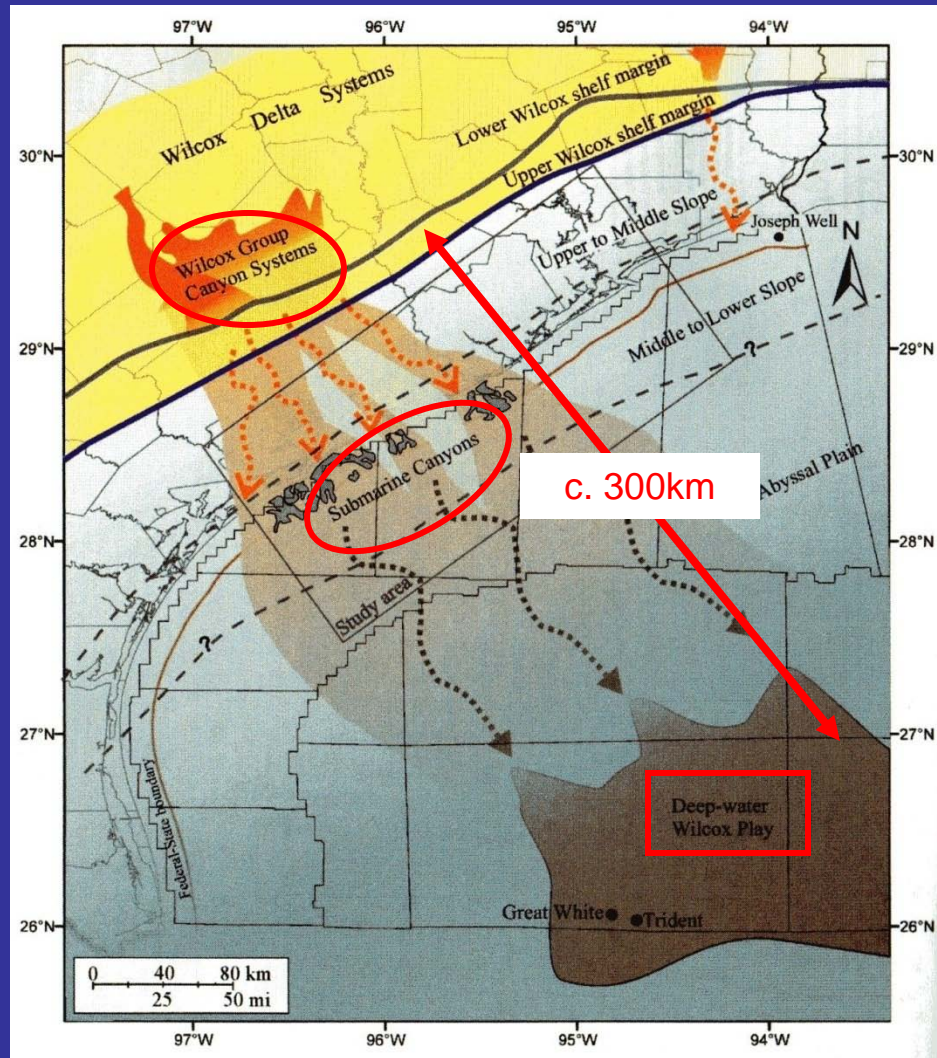 97°W
96°W
95°W
94°W
Wilcox Delta Systems
Lower Wilcox shelf margin
Upper Wilcox shelf margin
30°N
30°N
Joseph Well
Upper to Middle Slope
N
Wilcox Group
Canyon Systems
Middle to Lower Slope
29°N
29°N
?
Submarine Canyons
c. 300km
Abyssal Plain
28°N
28°N
Study area
?
27°N
27°N
Federal-State boundary
Deep-water
Wilcox Play
Great White
Trident
26°N
26°N
0 40 80 km
25 50 mi
97°W
96°W
95°W
94°W